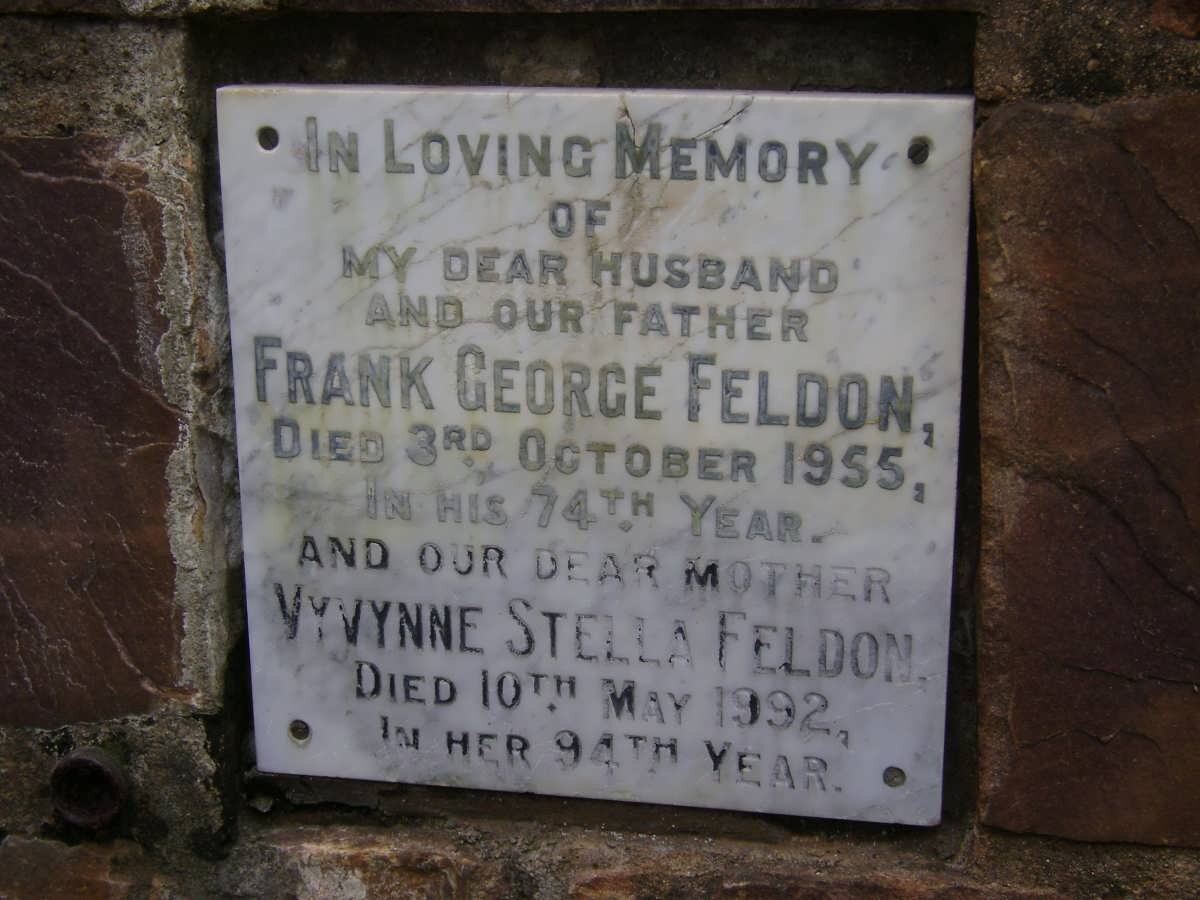 In Loving Memory
OF
MY DEAR HUSBAND
AND OUR FATHER
FRANK GEORGE FELDON,
DIED 3RD OCTOBER 1955,
IN HIS 74TH YEAR.
AND OUR DEAR MOTHER
VYVYNNE STELLA FELDON.
DIED 10TH MAY 1992,
IN HER 94TH YEAR.